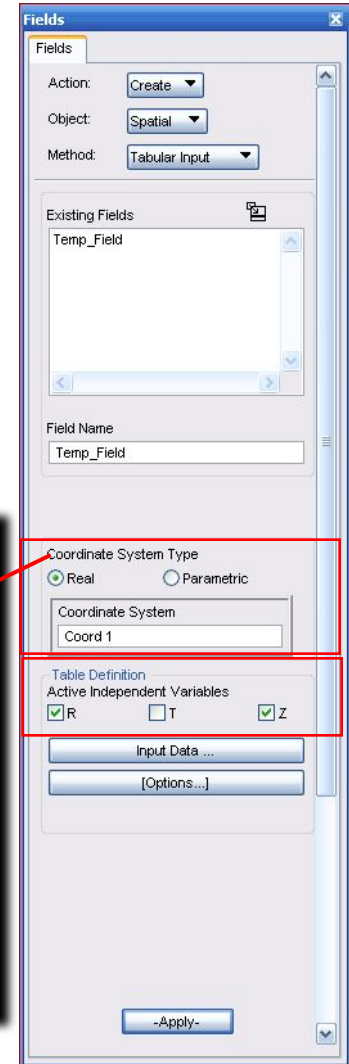 Fields
Fields
Action: Create
Object: Spatial
Method: Tabular Input
Existing Fields
Temp_Field
Field Name
Temp_Field
Coordinate System Type
Real Parametric
Coordinate System
Coord 1
Table Definition
Active Independent Variables
R T Z
Input Data ...
[Options...]
-Apply-